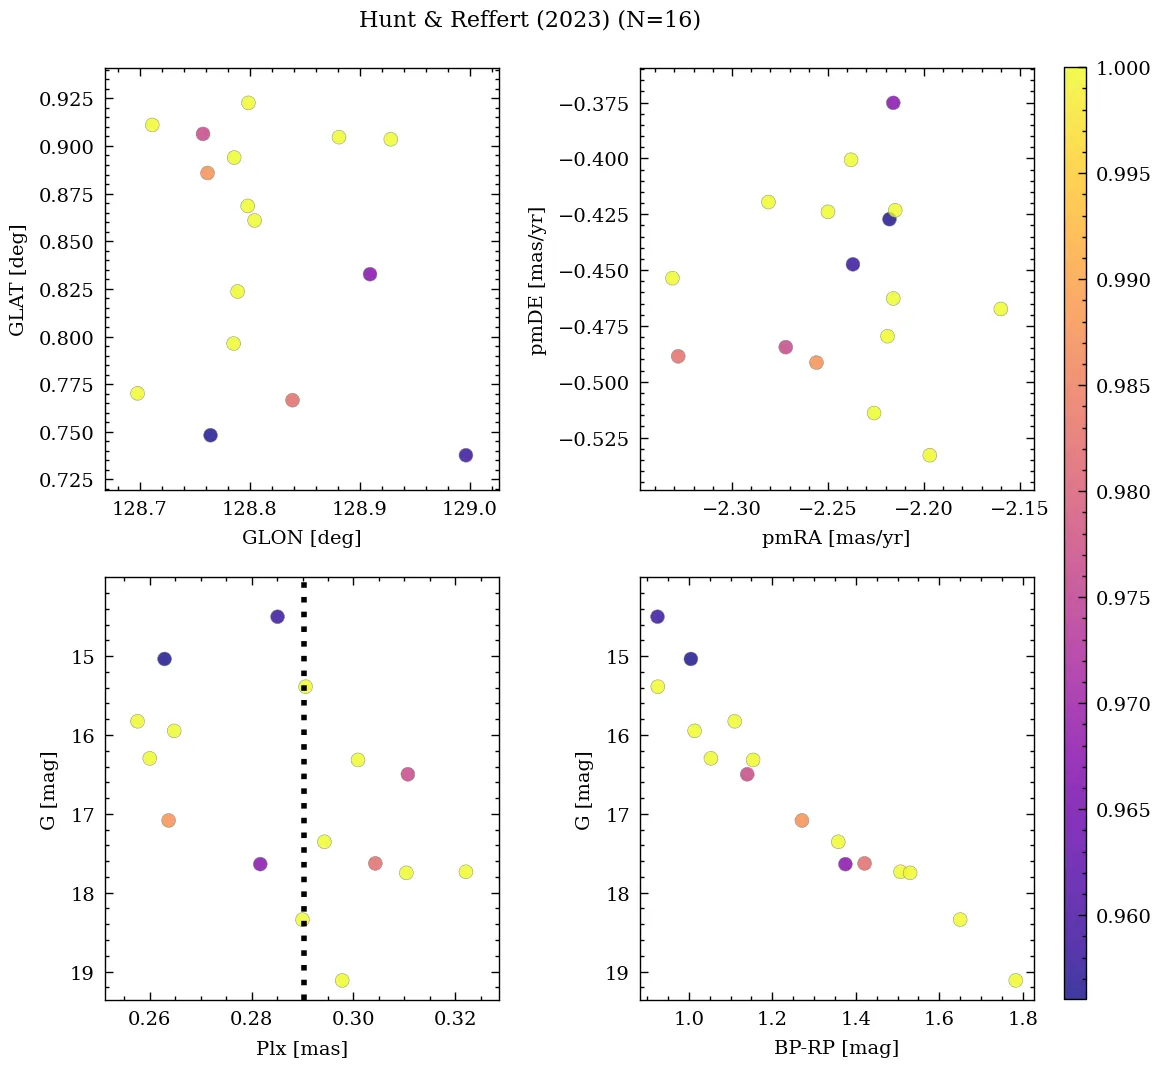 Hunt & Reffert (2023) (N=16)
0.925
0.900
0.875
0.850
0.825
0.800
0.775
0.750
0.725
GLAT [deg]
128.7 128.8 128.9 129.0
GLON [deg]
−0.375
−0.400
−0.425
−0.450
−0.475
−0.500
−0.525
pmDE [mas/yr]
−2.30 −2.25 −2.20 −2.15
pmRA [mas/yr]
15
16
17
18
19
G [mag]
0.26 0.28 0.30 0.32
Plx [mas]
15
16
17
18
19
G [mag]
1.0 1.2 1.4 1.6 1.8
BP-RP [mag]
1.000
0.995
0.990
0.985
0.980
0.975
0.970
0.965
0.960